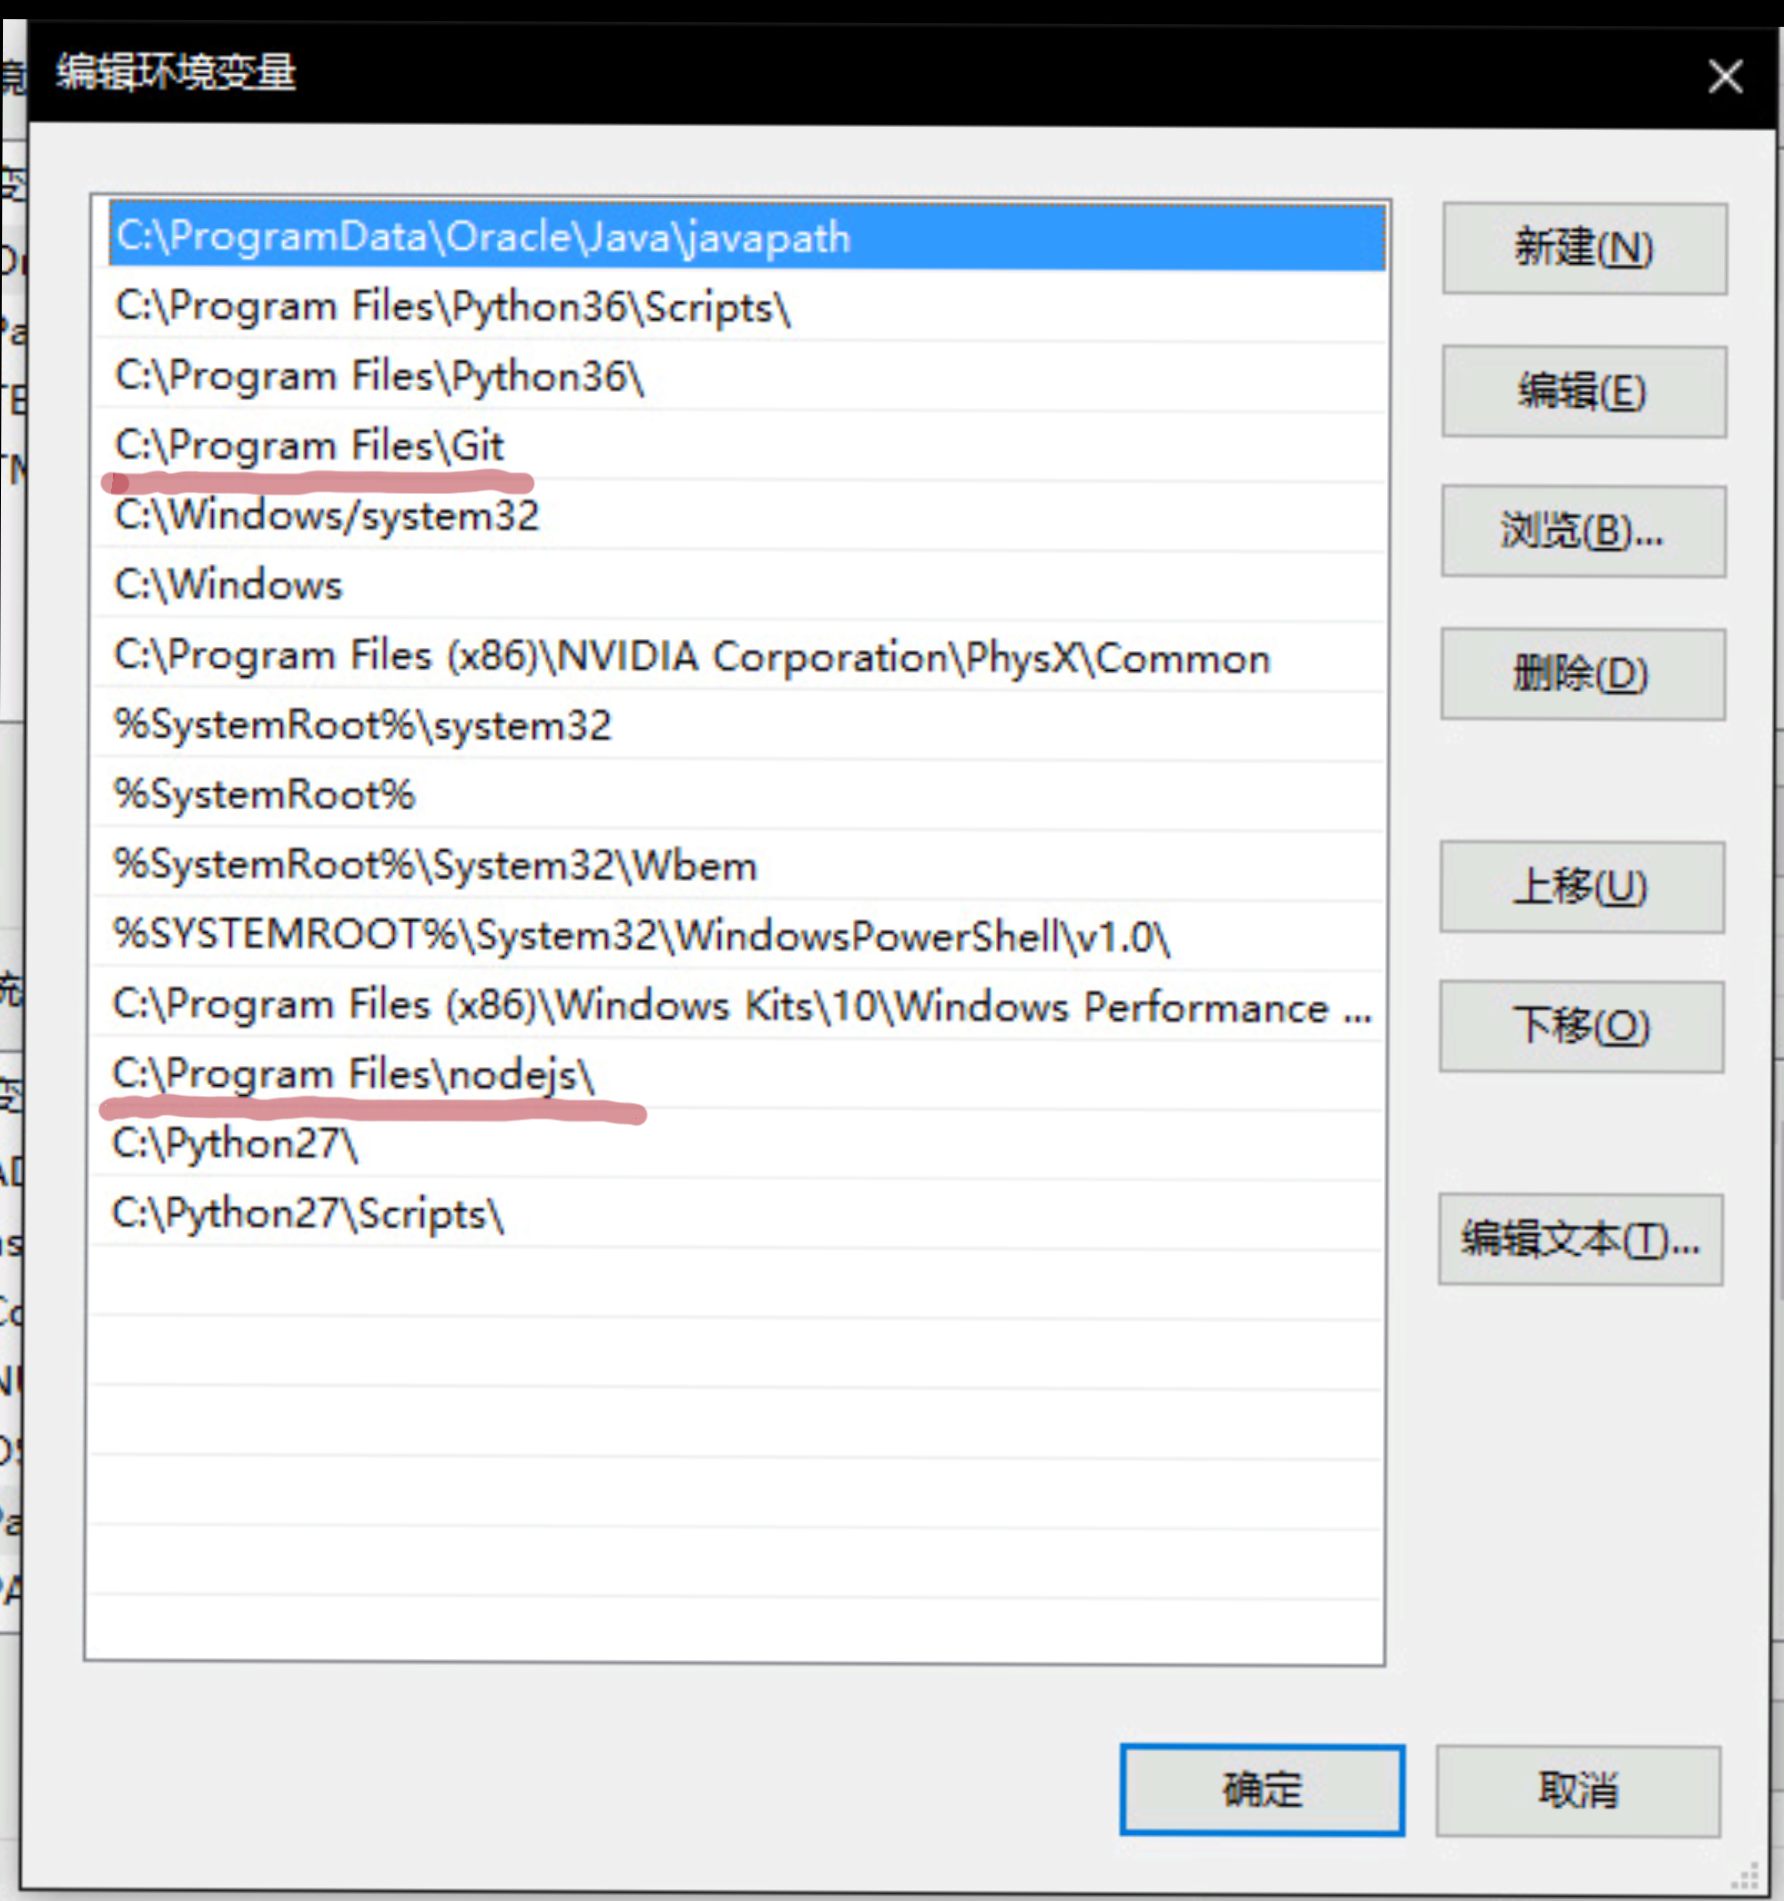 编辑环境变量
C:\ProgramData\Oracle\Java\javapath
C:\Program Files\Python36\Scripts\
C:\Program Files\Python36\
C:\Program Files\Git
C:\Windows/system32
C:\Windows
C:\Program Files (x86)\NVIDIA Corporation\PhysX\Common
%SystemRoot%\system32
%SystemRoot%
%SystemRoot%\System32\Wbem
%SYSTEMROOT%\System32\WindowsPowerShell\v1.0\
C:\Program Files (x86)\Windows Kits\10\Windows Performance ...
C:\Program Files\nodejs\
C:\Python27\
C:\Python27\Scripts\
新建(N)
编辑(E)
浏览(B)...
删除(D)
上移(U)
下移(O)
编辑文本(T)...
确定
取消